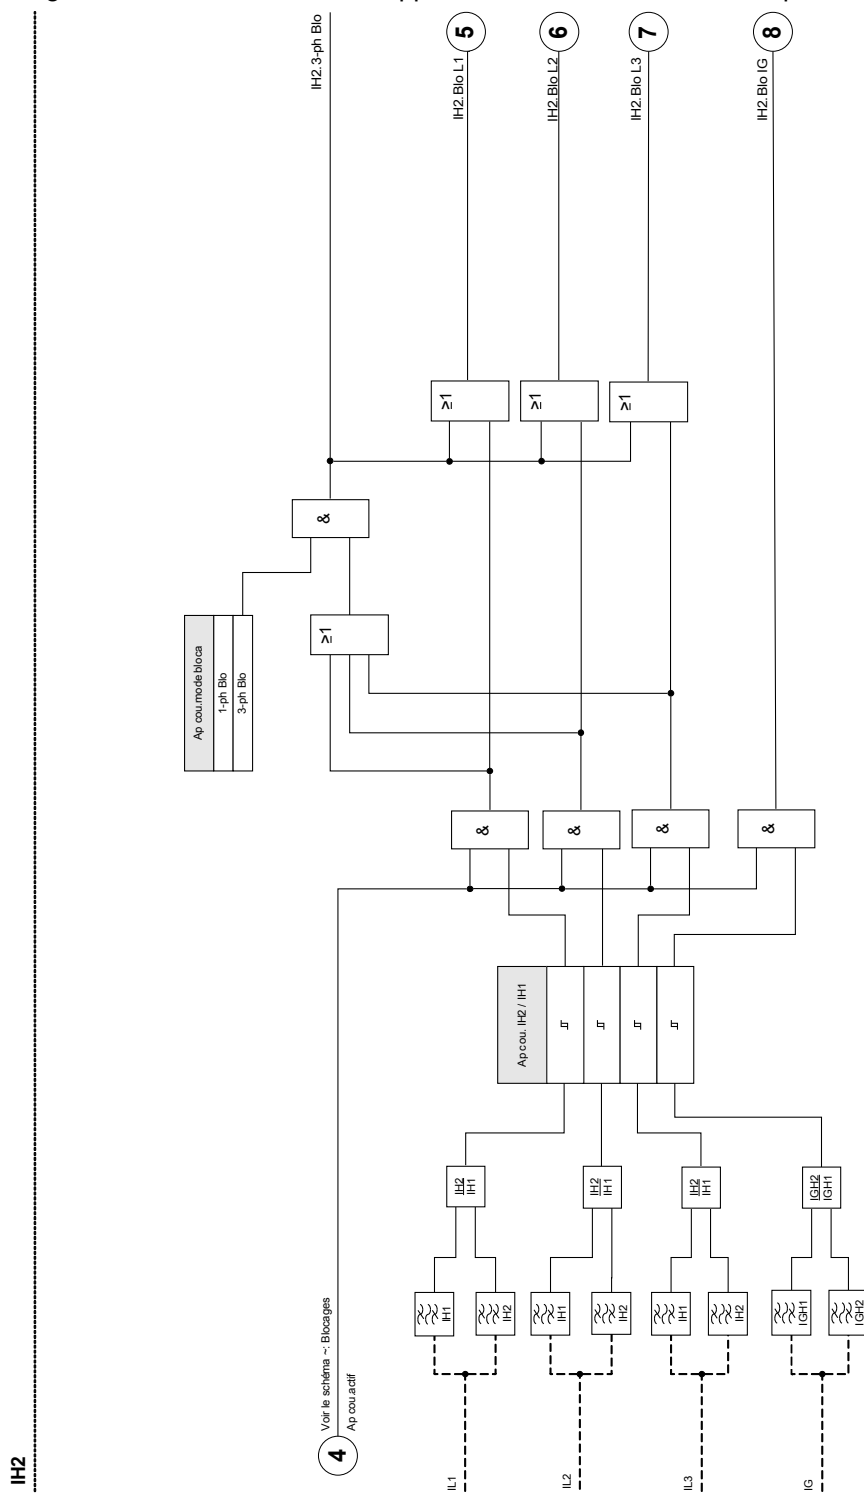 IH2
4
Voir le schéma ~: Blocages
Ap cou.actif
IL1
IL2
IL3
IG
IH1
IH2
IH1
IH2
IH1
IH2
IGH1
IGH2
IH2
IH1
IH2
IH1
IH2
IH1
IGH2
IGH1
Ap cou. IH2 / IH1
&
&
&
&
Ap cou.mode bloca
1-ph Blo
3-ph Blo
≥1
&
≥1
≥1
≥1
IH2.3-ph Blo
IH2.Blo L1
5
IH2.Blo L2
6
IH2.Blo L3
7
IH2.Blo IG
8